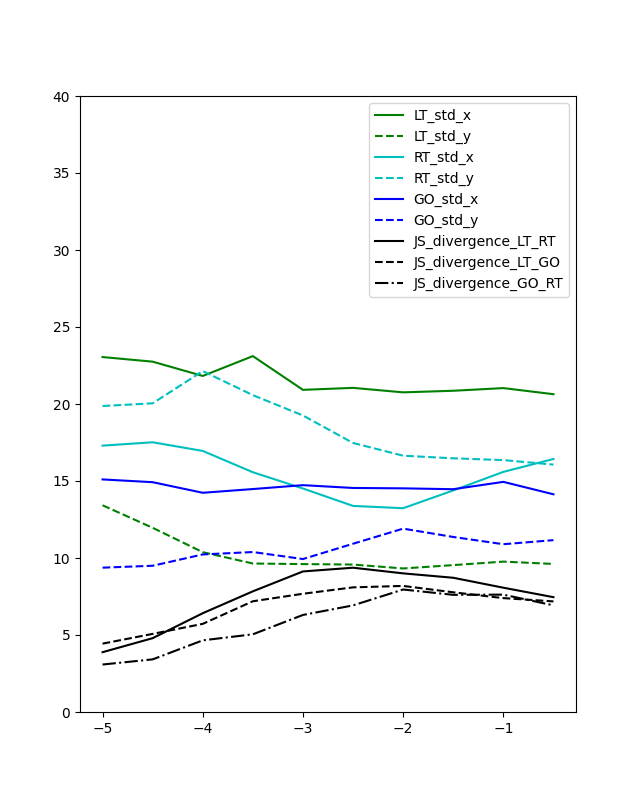 40
35
30
25
20
15
10
5
0
−5
−4
−3
−2
−1
LT_std_x
LT_std_y
RT_std_x
RT_std_y
GO_std_x
GO_std_y
JS_divergence_LT_RT
JS_divergence_LT_GO
JS_divergence_GO_RT